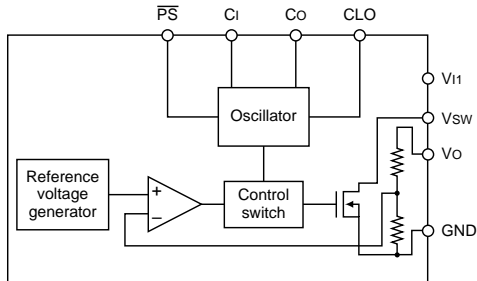 PS CI CO CLO
VI1
Oscillator
VSW
VO
Reference
voltage
generator
+
−
Control
switch
GND